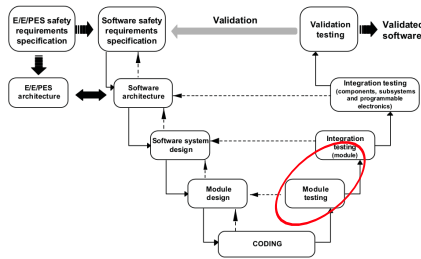 E/E/PES safety
requirements
specification
Software safety
requirements
specification
Validation
Validation
testing
Validated
software
E/E/PES
architecture
Software
architecture
Integration testing
(components, subsystems
and programmable
electronics)
Software system
design
Integration
testing
(module)
Module
design
Module
testing
CODING